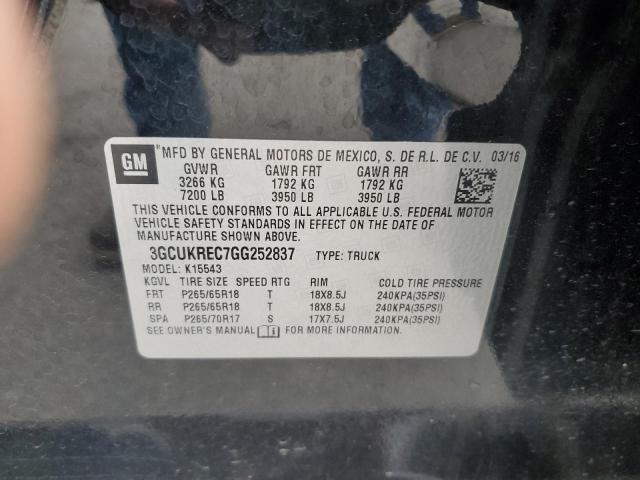 GM ®MFD BY GENERAL MOTORS DE MEXICO, S. DE R.L. DE C.V. 03/16
GVWR GAWR FRT GAWR RR
3266 KG 1792 KG 1792 KG
7200 LB 3950 LB 3950 LB
THIS VEHICLE CONFORMS TO ALL APPLICABLE U.S. FEDERAL MOTOR
VEHICLE SAFETY STANDARDS IN EFFECT ON THE DATE OF
MANUFACTURE SHOWN ABOVE.
3GCUKREC7GG252837 TYPE: TRUCK
MODEL: K15543
KGVL TIRE SIZE SPEED RTG RIM COLD TIRE PRESSURE
FRT P265/65R18 T 18X8.5J 240KPA(35PSI)
RR P265/65R18 T 18X8.5J 240KPA(35PSI)
SPA P265/70R17 S 17X7.5J 240KPA(35PSI)
SEE OWNER'S MANUAL FOR MORE INFORMATION.